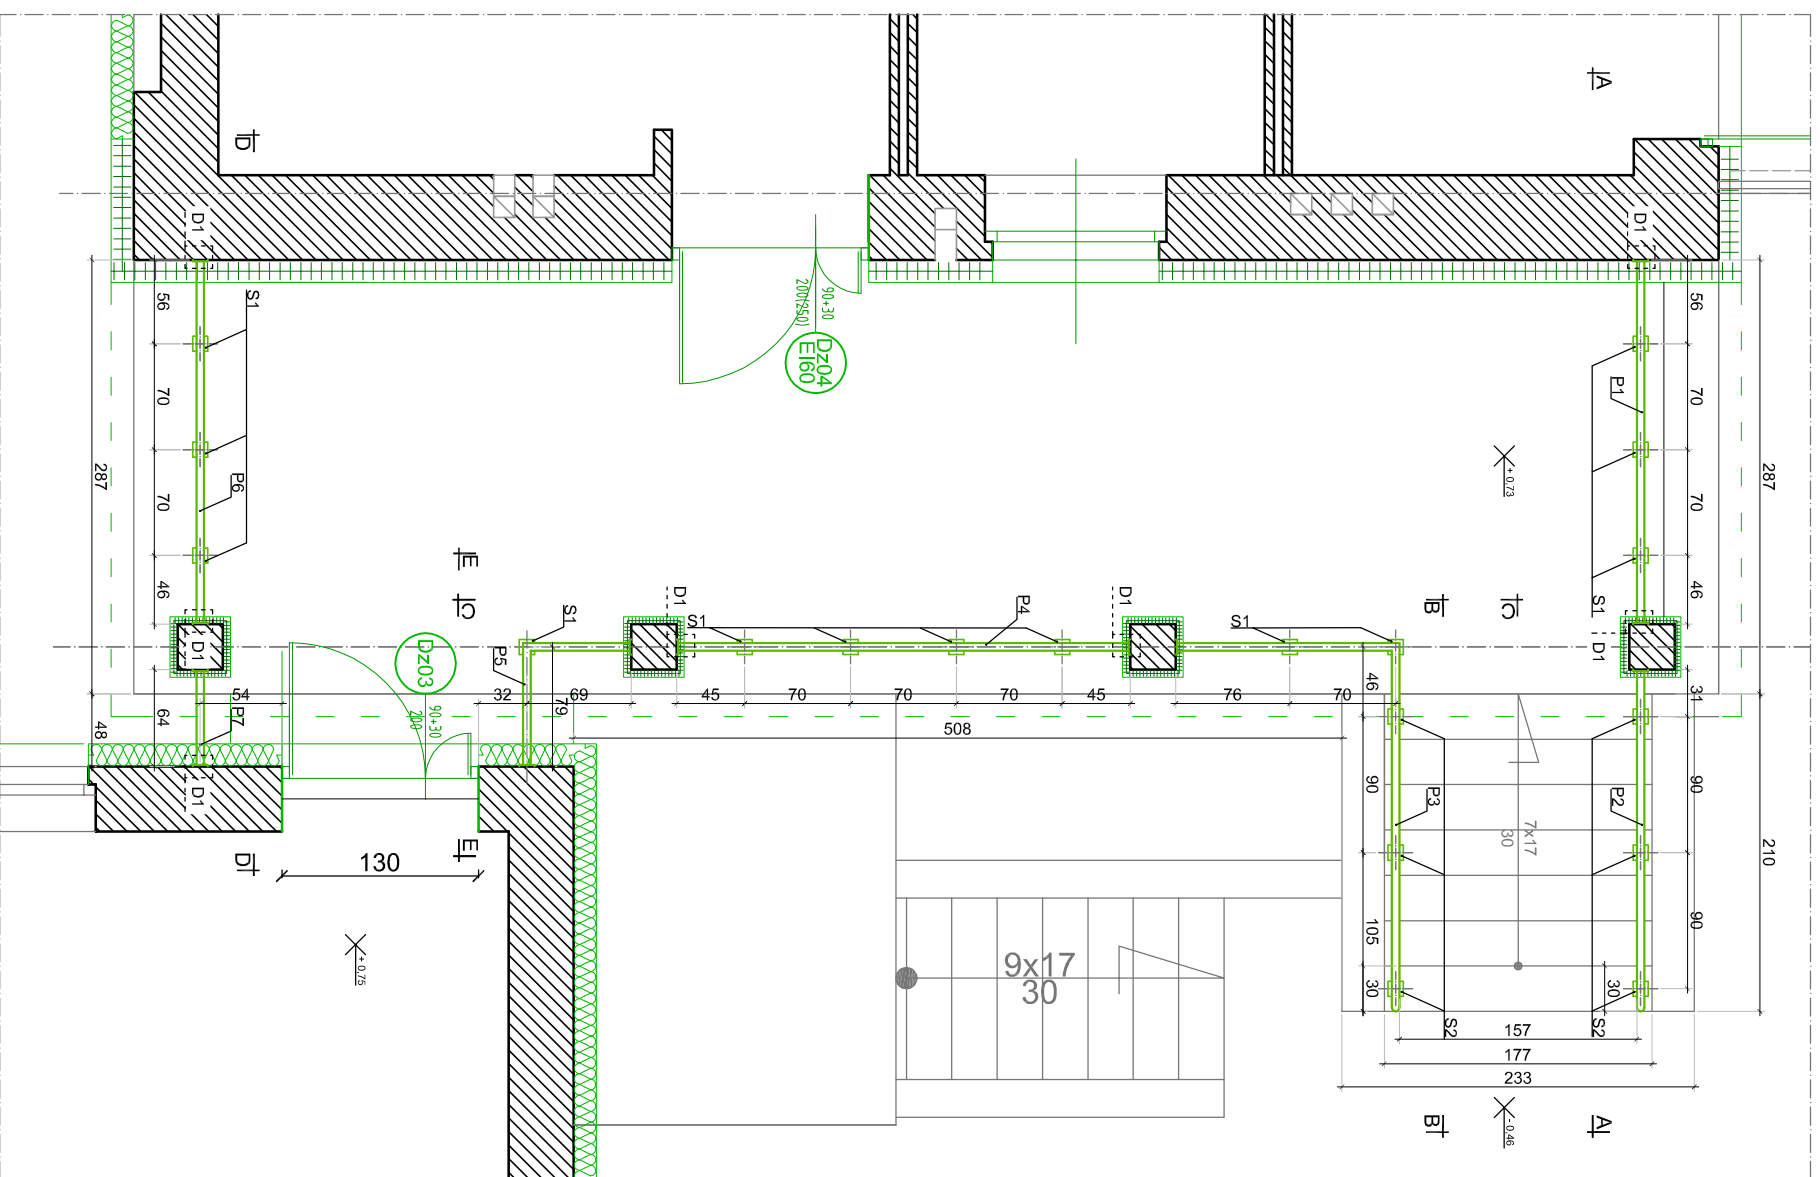 A
D
D1
D1
S1
56
70
P6
70
46
287
90+30
200(250)
Dz04
EI60
56
P1
70
70
46
287
+ 0,73
E
C
S1
D1
S1
P4
D1
S1
B
C
S1
D1
D1
Dz03
P5
54
P7
64
48
90+30
200
32
79
69
45
70
70
70
45
76
70
508
46
31
90
P3
P2
90
7x17
30
210
D1
D
130
E
105
90
30
30
9x17
30
+ 0,75
S2
S2
157
177
233
B
- 0,46
A